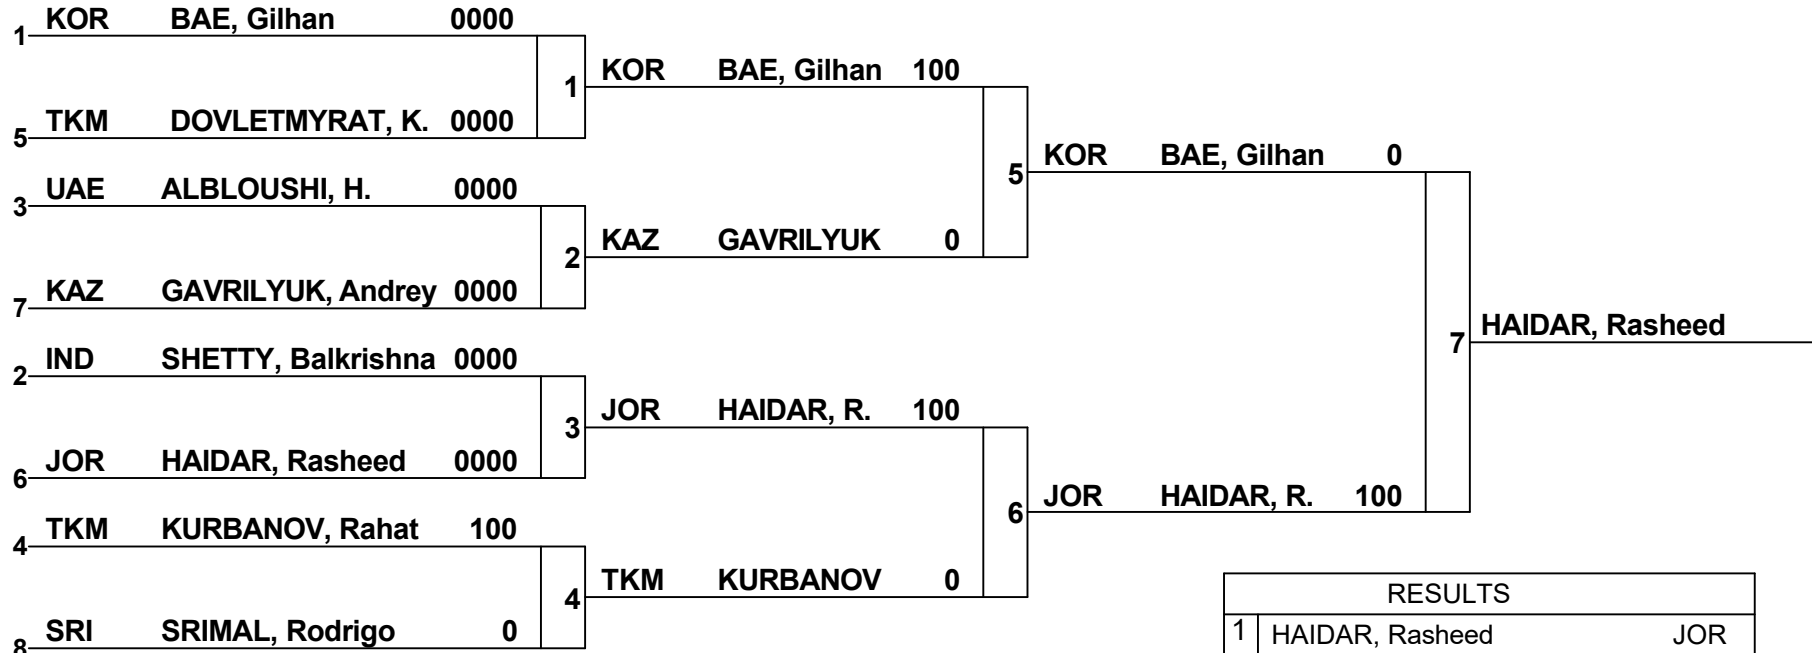 1 KOR BAE, Gilhan 0000
1 KOR BAE, Gilhan 100
5 TKM DOVLETMYRAT, K. 0000
5 KOR BAE, Gilhan 0
3 UAE ALBLOUSHI, H. 0000
2 KAZ GAVRILYUK 0
7 KAZ GAVRILYUK, Andrey 0000
7 HAIDAR, Rasheed
2 IND SHETTY, Balkrishna 0000
3 JOR HAIDAR, R. 100
6 JOR HAIDAR, Rasheed 0000
6 JOR HAIDAR, R. 100
4 TKM KURBANOV, Rahat 100
4 TKM KURBANOV 0
RESULTS
8 SRI SRIMAL, Rodrigo 0
1 HAIDAR, Rasheed JOR